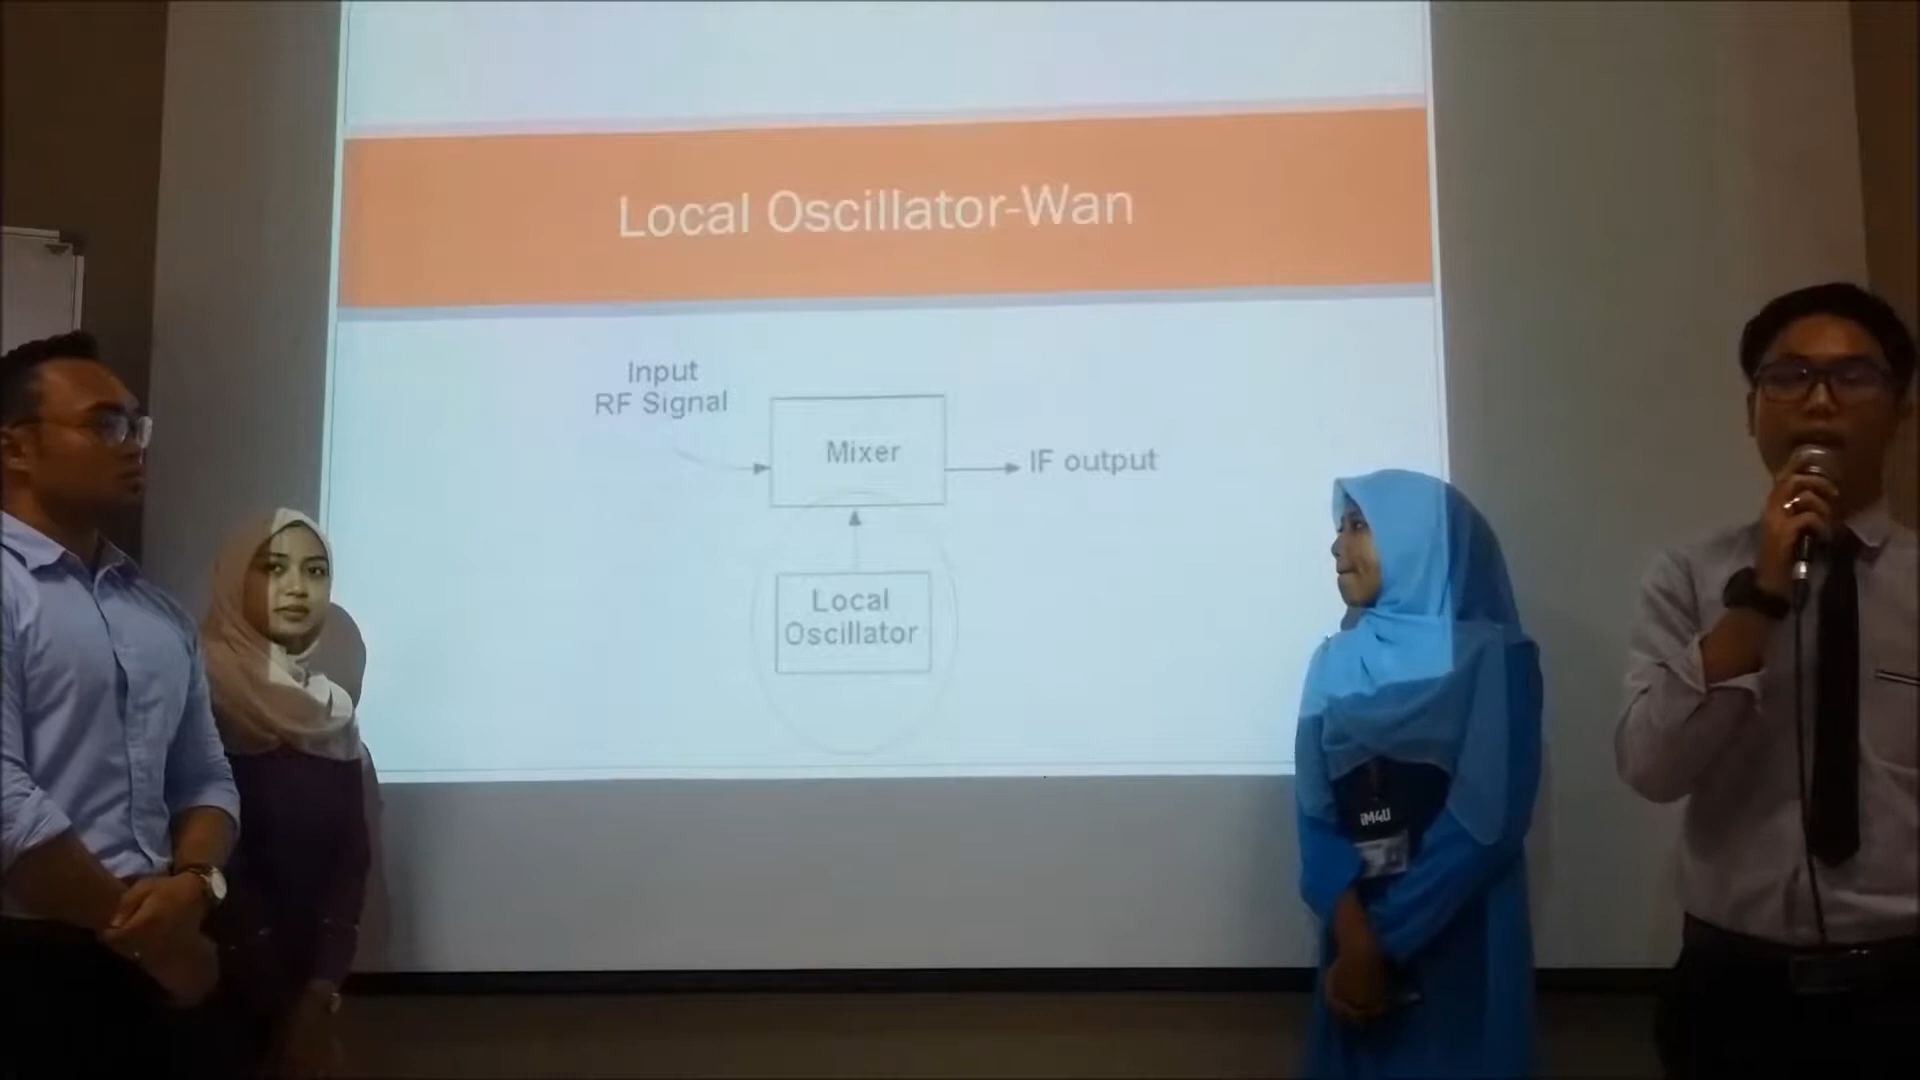 Local Oscillator-Wan
Input
RF Signal
Mixer
IF output
Local
Oscillator
iM4U